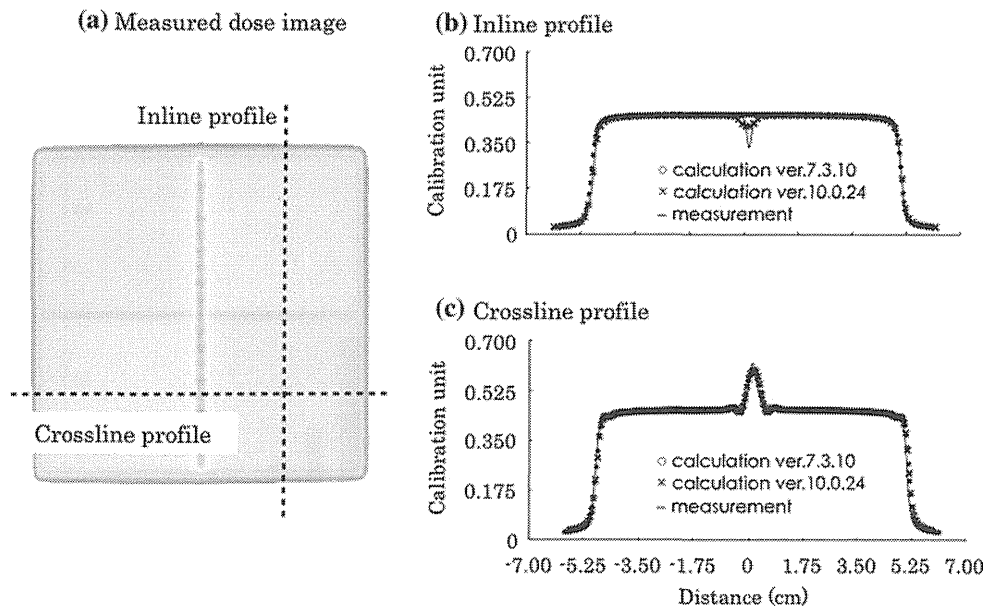 (a) Measured dose image
Inline profile
Crossline profile
(b) Inline profile
Calibration unit
0.700
0.525
0.350
0.175
0
○ calculation ver.7.3.10
× calculation ver.10.0.24
– measurement
(c) Crossline profile
Calibration unit
0.700
0.525
0.350
0.175
0
○ calculation ver.7.3.10
× calculation ver.10.0.24
– measurement
-7.00 -5.25 -3.50 -1.75 0 1.75 3.50 5.25 7.00
Distance (cm)